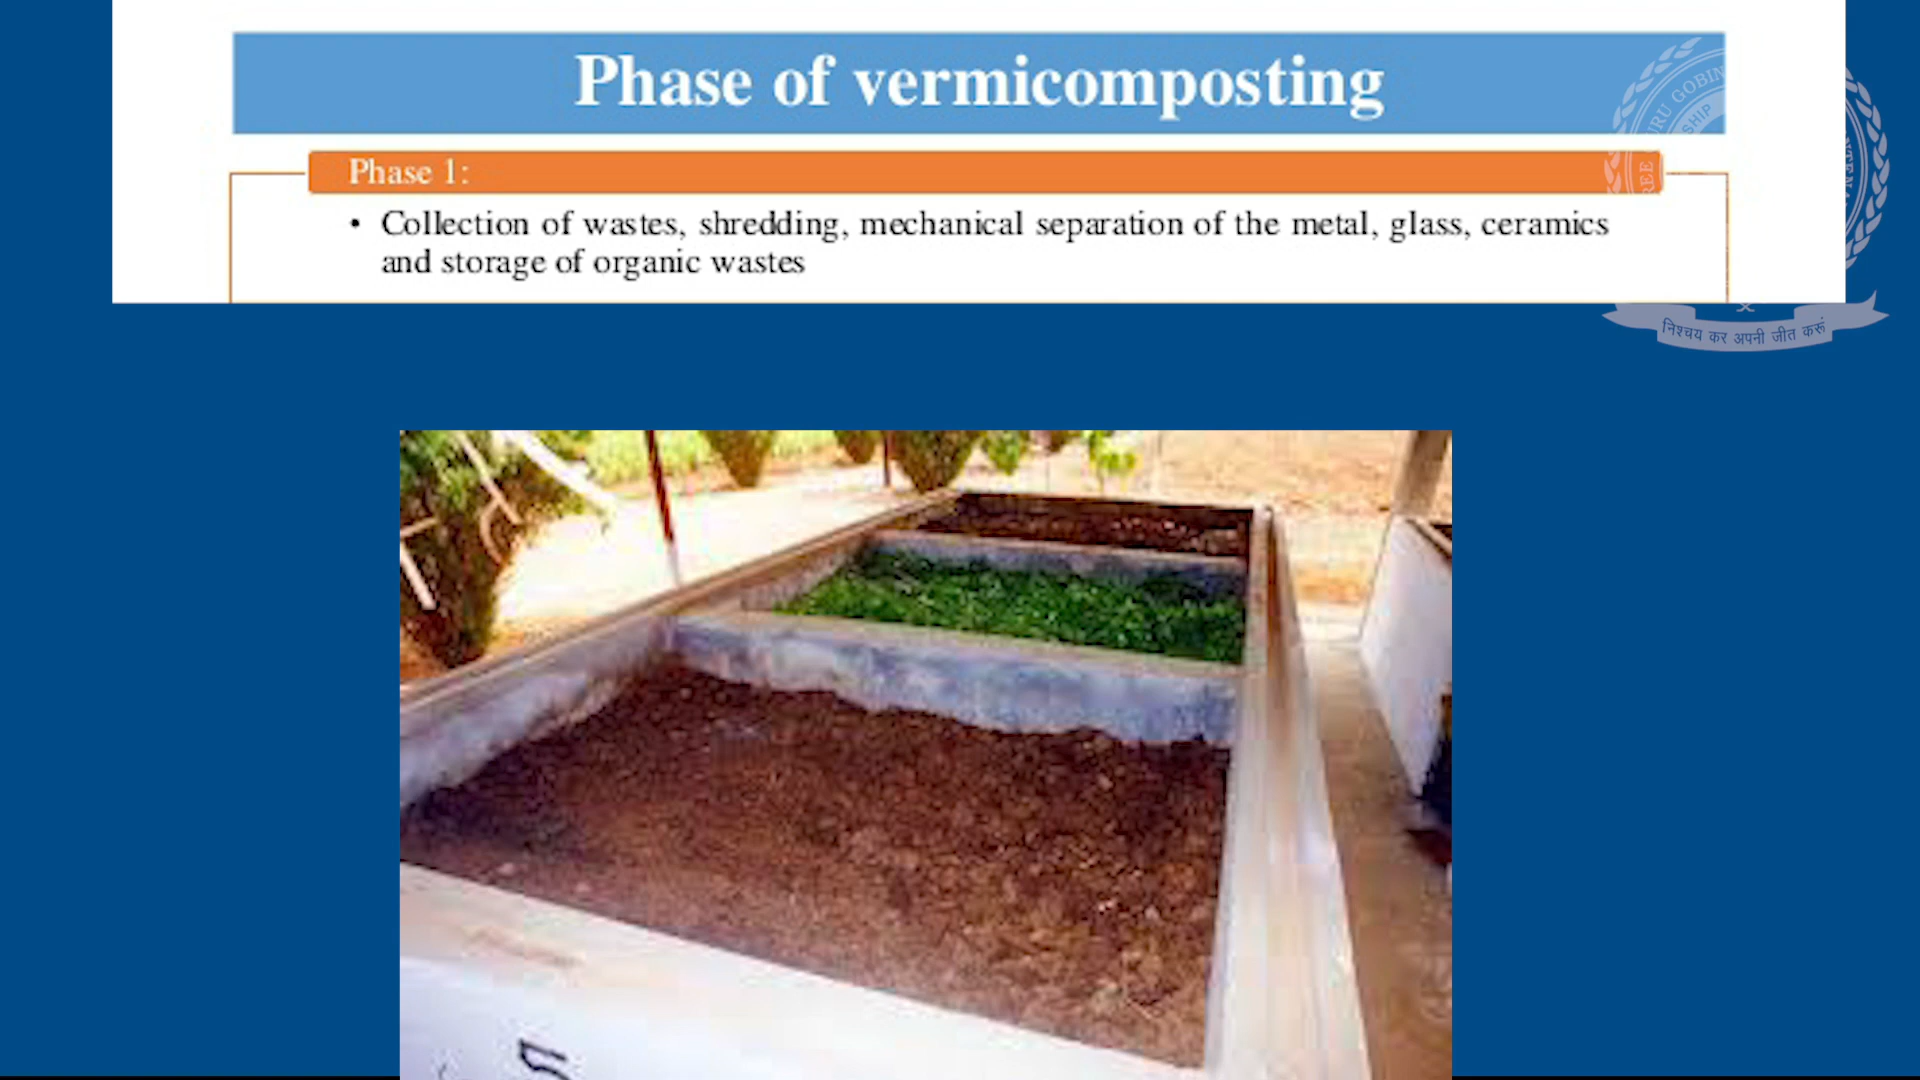 Phase of vermicomposting
Phase 1:
• Collection of wastes, shredding, mechanical separation of the metal, glass, ceramics
and storage of organic wastes
निश्चय कर अपनी जीत करूं
5